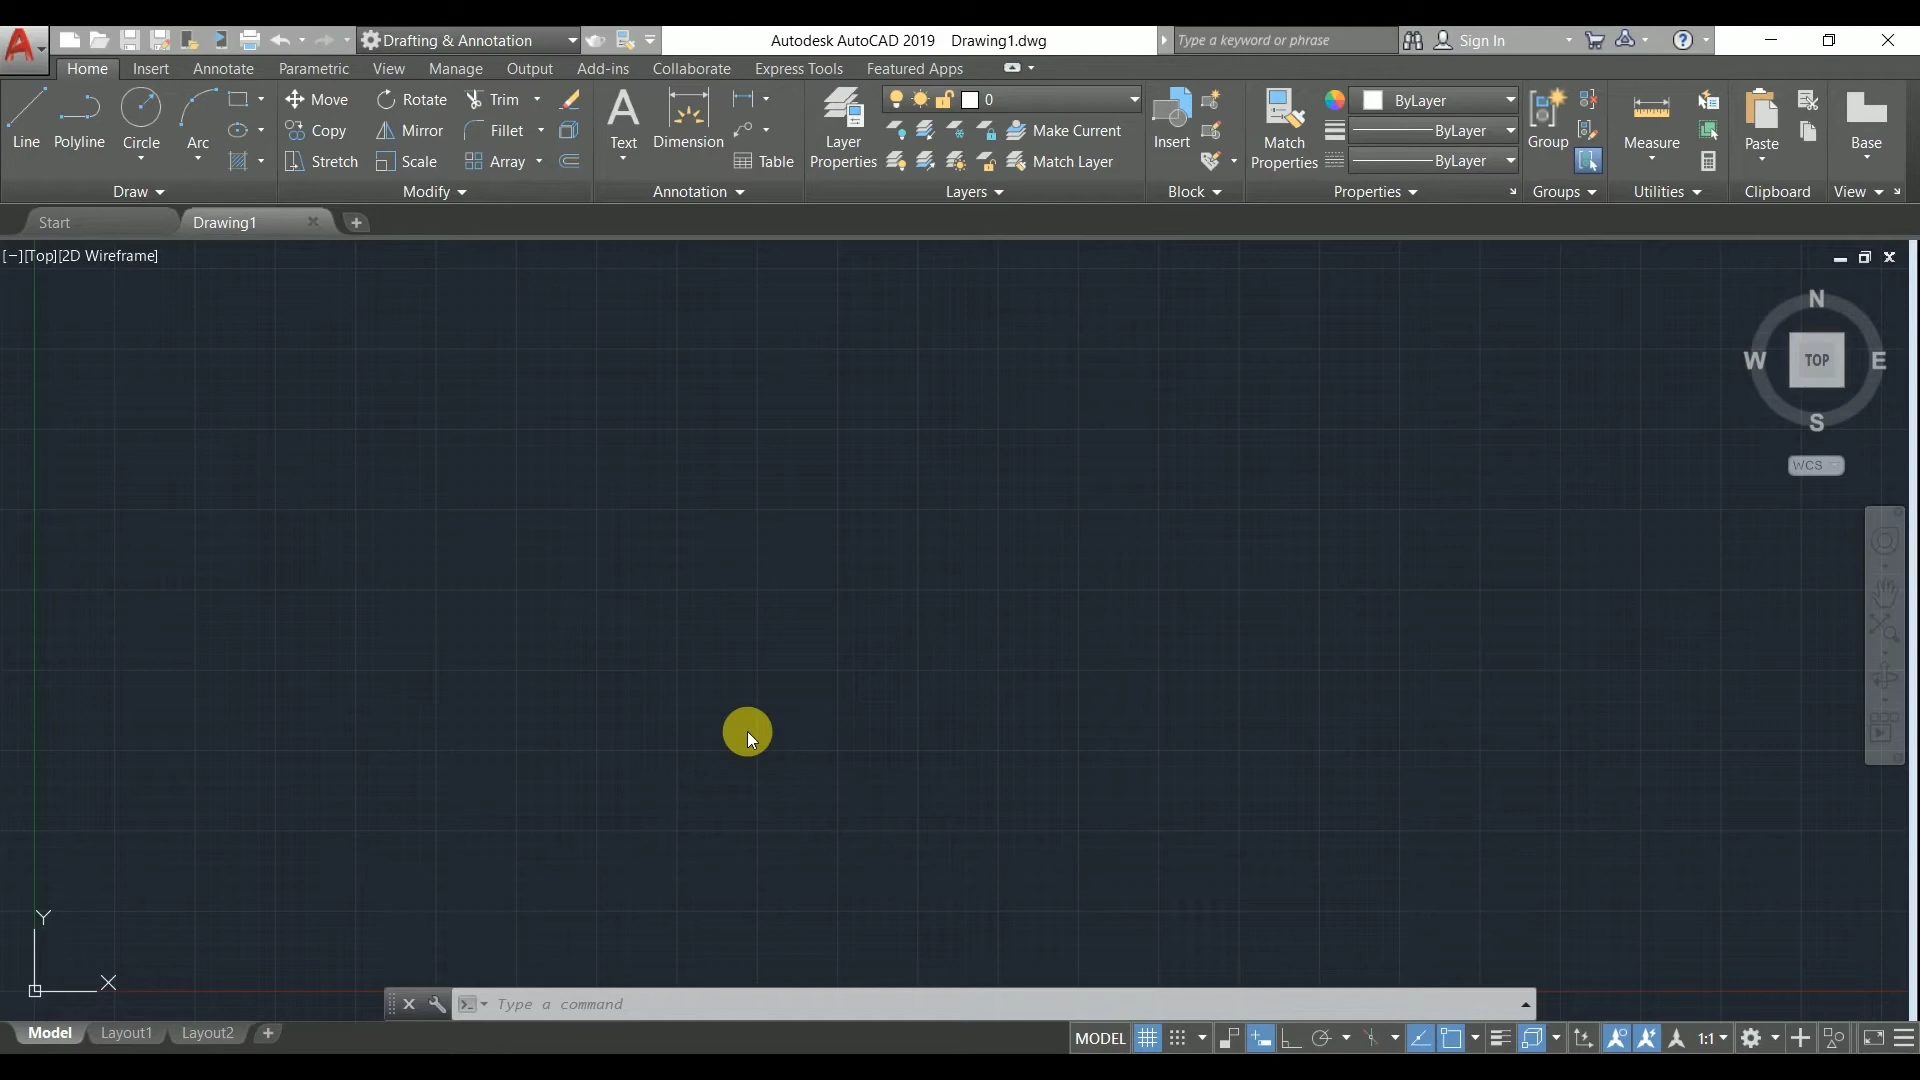 Drafting & Annotation
Autodesk AutoCAD 2019 Drawing1.dwg
Type a keyword or phrase
Sign In
Home Insert Annotate Parametric View Manage Output Add-ins Collaborate Express Tools Featured Apps
Line Polyline Circle Arc
Move Rotate Trim
Copy Mirror Fillet
Stretch Scale Array
Text Dimension Table
Layer Properties
0
Make Current
Match Layer
Insert
Match Properties
ByLayer
ByLayer
ByLayer
Group
Measure
Paste
Base
Draw Modify Annotation Layers Block Properties Groups Utilities Clipboard View
Start Drawing1
[−][Top][2D Wireframe]
N
W TOP E
S
WCS
Y
X
Type a command
Model Layout1 Layout2
MODEL 1:1